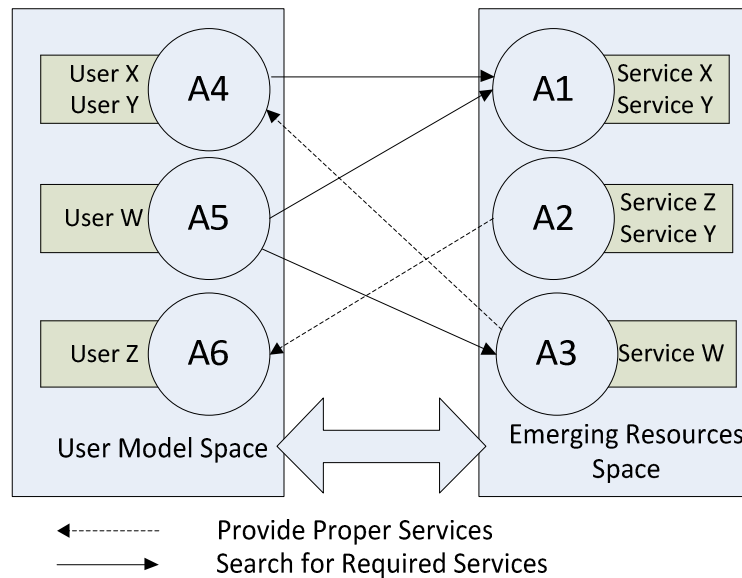 User X
User Y
A4
A1
Service X
Service Y
User W
A5
A2
Service Z
Service Y
User Z
A6
A3
Service W
User Model Space
Emerging Resources
Space
Provide Proper Services
Search for Required Services